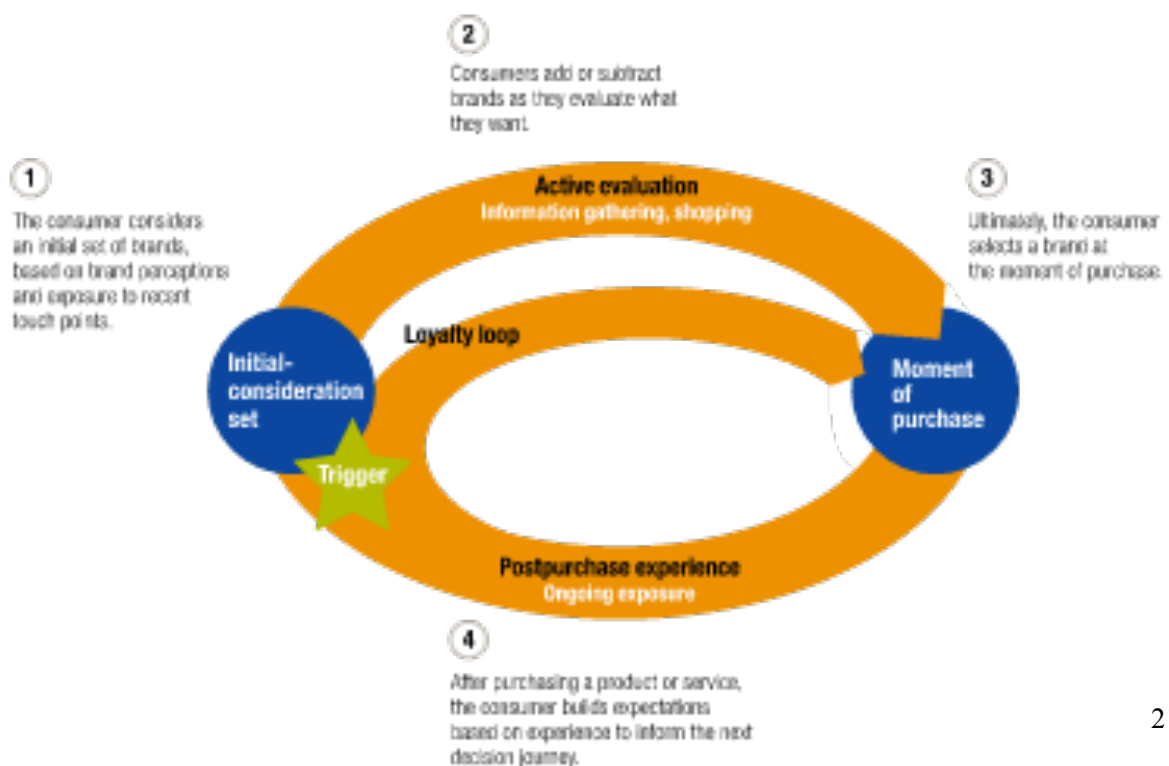 1
The consumer considers
an initial set of brands,
based on brand perceptions
and exposure to recent
touch points.
2
Consumers add or subtract
brands as they evaluate what
they want.
3
Ultimately, the consumer
selects a brand at
the moment of purchase.
Active evaluation
Information gathering, shopping
Loyalty loop
Initial-
consideration
set
Trigger
Moment
of
purchase
Postpurchase experience
Ongoing exposure
4
After purchasing a product or service,
the consumer builds expectations
based on experience to inform the next
decision journey.
2